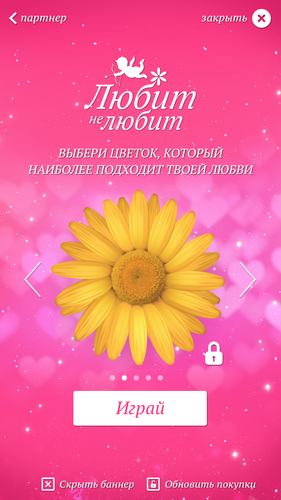 партнер закрыть
Любит
не любит
ВЫБЕРИ ЦВЕТОК, КОТОРЫЙ
НАИБОЛЕЕ ПОДХОДИТ ТВОЕЙ ЛЮБВИ
Играй
Скрыть баннер Обновить покупки